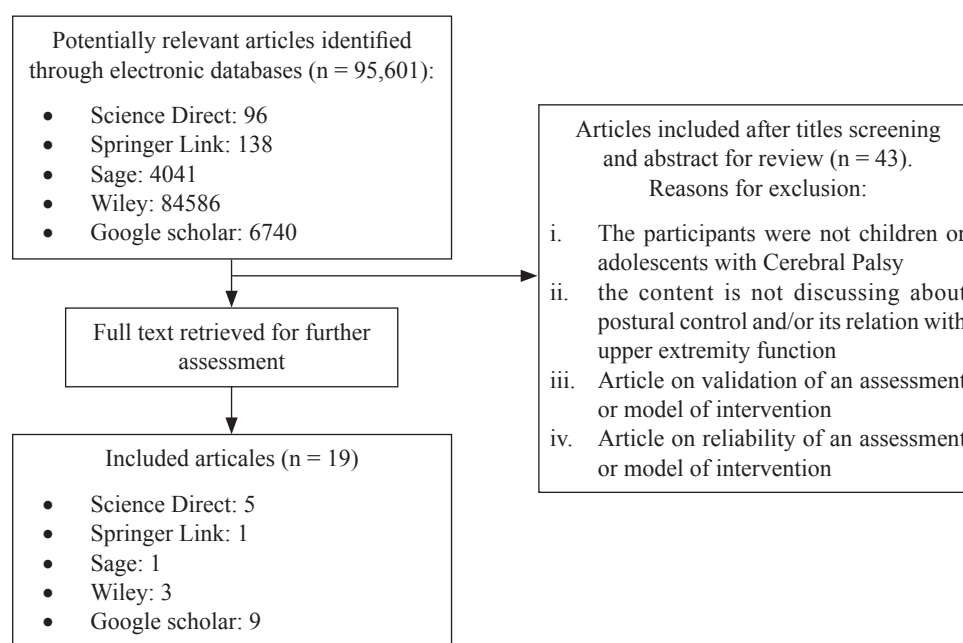 Potentially relevant articles identified
through electronic databases (n = 95,601):
• Science Direct: 96
• Springer Link: 138
• Sage: 4041
• Wiley: 84586
• Google scholar: 6740
Full text retrieved for further
assessment
Included articales (n = 19)
• Science Direct: 5
• Springer Link: 1
• Sage: 1
• Wiley: 3
• Google scholar: 9
Articles included after titles screening
and abstract for review (n = 43).
Reasons for exclusion:
i. The participants were not children or
adolescents with Cerebral Palsy
ii. the content is not discussing about
postural control and/or its relation with
upper extremity function
iii. Article on validation of an assessment
or model of intervention
iv. Article on reliability of an assessment
or model of intervention